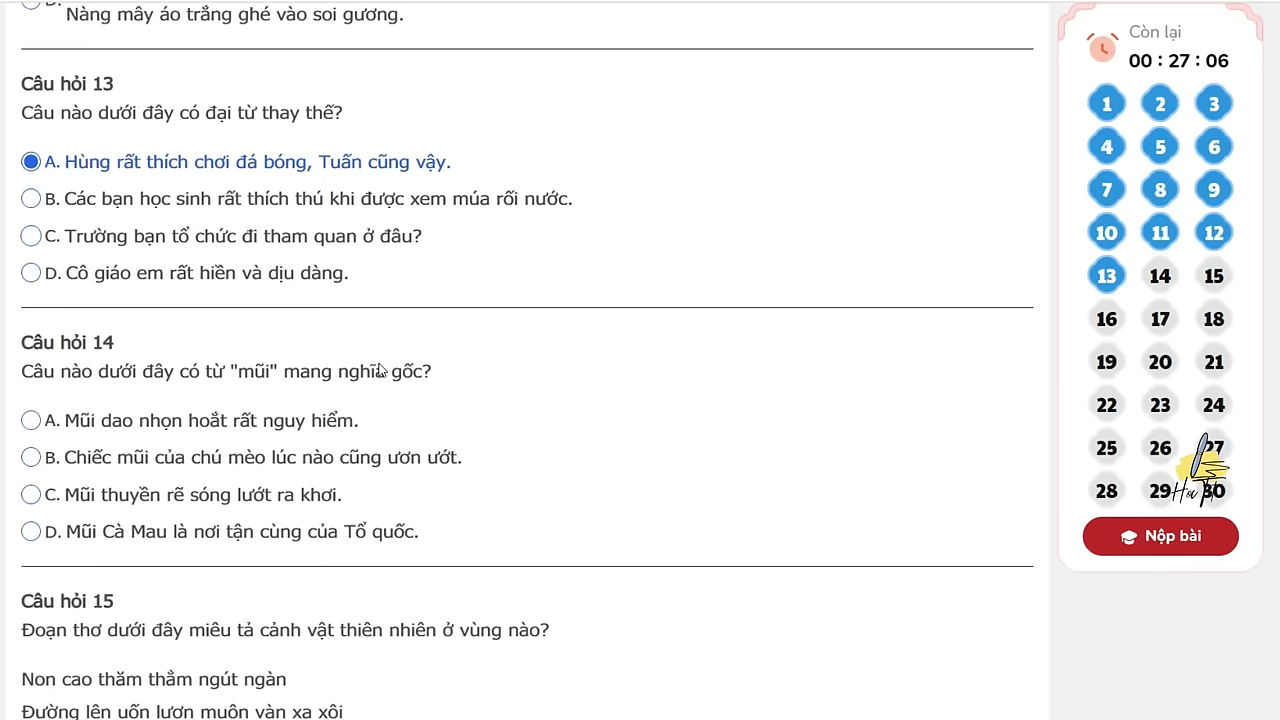 Nàng mây áo trắng ghé vào soi gương.
Câu hỏi 13
Câu nào dưới đây có đại từ thay thế?
A. Hùng rất thích chơi đá bóng, Tuấn cũng vậy.
B. Các bạn học sinh rất thích thú khi được xem múa rối nước.
C. Trường bạn tổ chức đi tham quan ở đâu?
D. Cô giáo em rất hiền và dịu dàng.
Câu hỏi 14
Câu nào dưới đây có từ "mũi" mang nghĩa gốc?
A. Mũi dao nhọn hoắt rất nguy hiểm.
B. Chiếc mũi của chú mèo lúc nào cũng ươn ướt.
C. Mũi thuyền rẽ sóng lướt ra khơi.
D. Mũi Cà Mau là nơi tận cùng của Tổ quốc.
Câu hỏi 15
Đoạn thơ dưới đây miêu tả cảnh vật thiên nhiên ở vùng nào?
Non cao thăm thẳm ngút ngàn
Đường lên uốn lượn muôn vàn xa xôi
Còn lại
00 : 27 : 06
1 2 3
4 5 6
7 8 9
10 11 12
13 14 15
16 17 18
19 20 21
22 23 24
25 26 27
28 29 30
Nộp bài